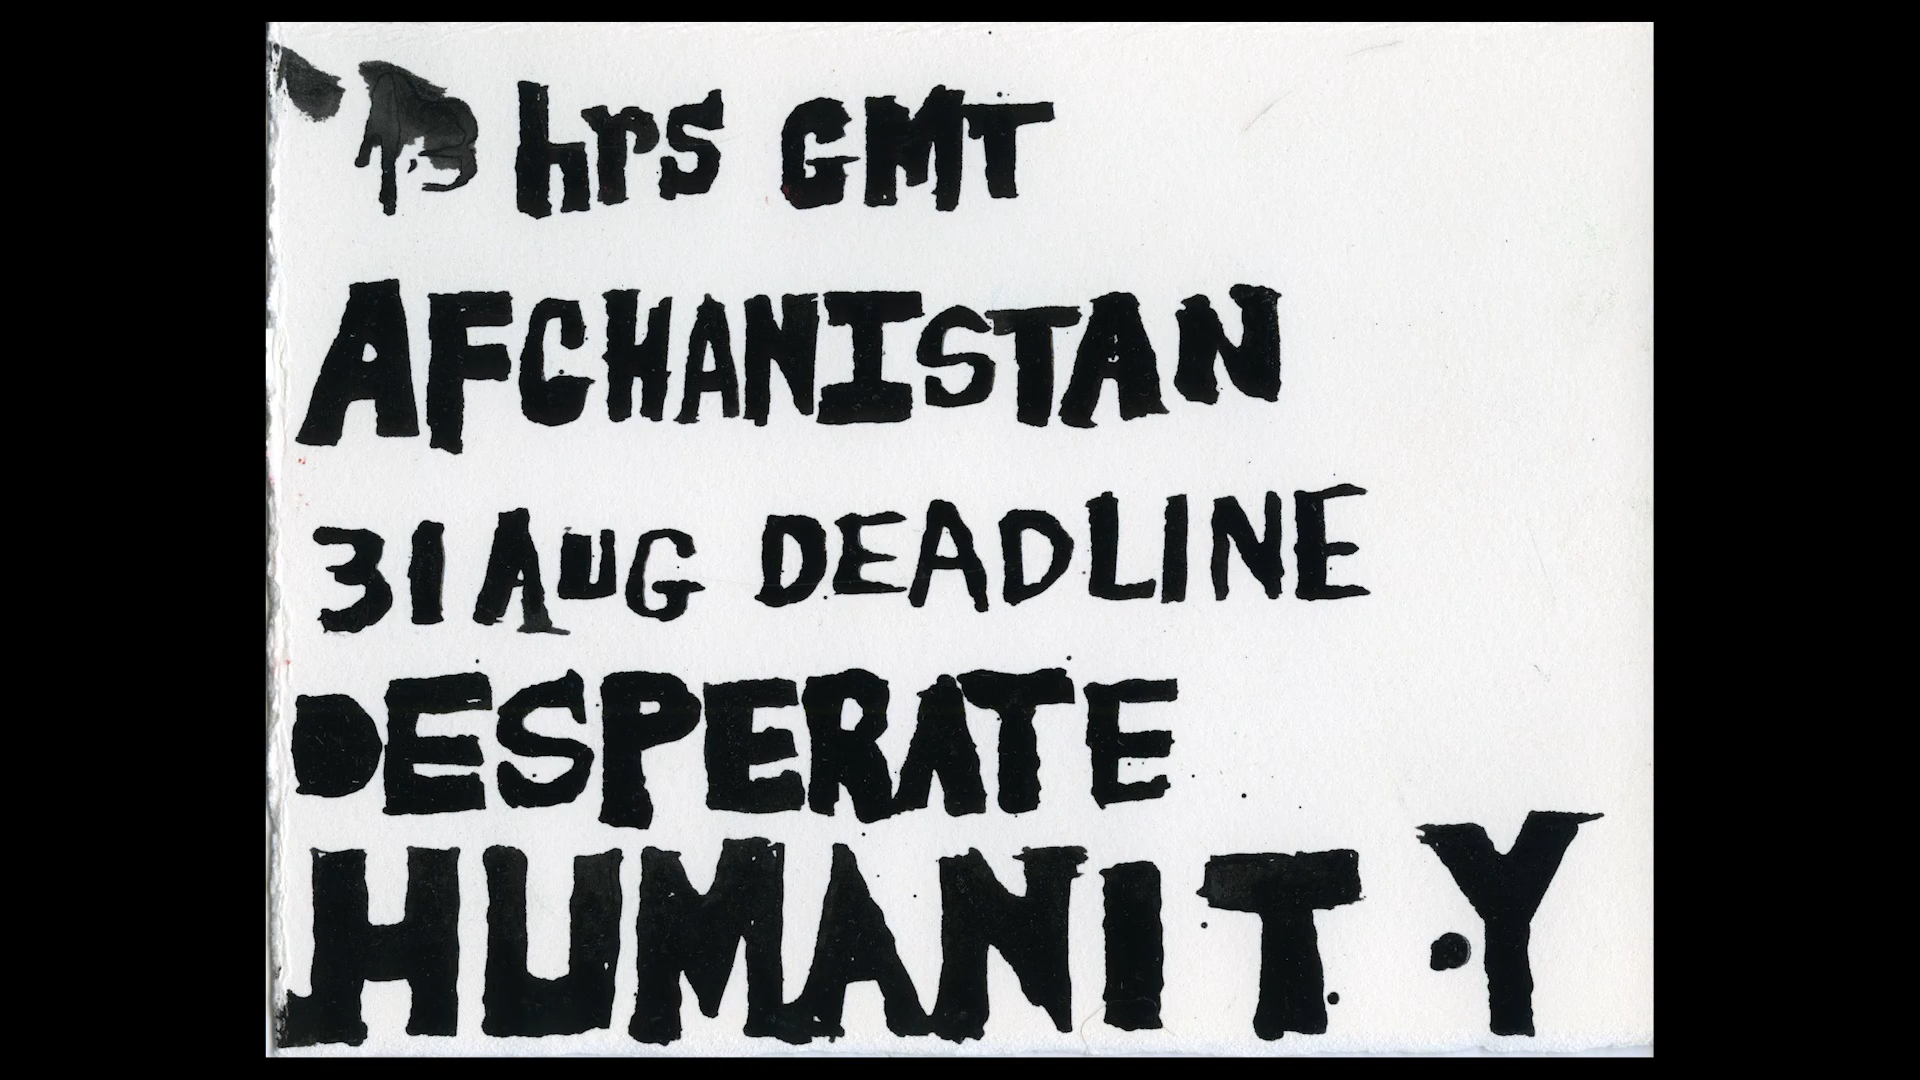 hrs GMT
AFGHANISTAN
31 AUG DEADLINE
DESPERATE
HUMANITY